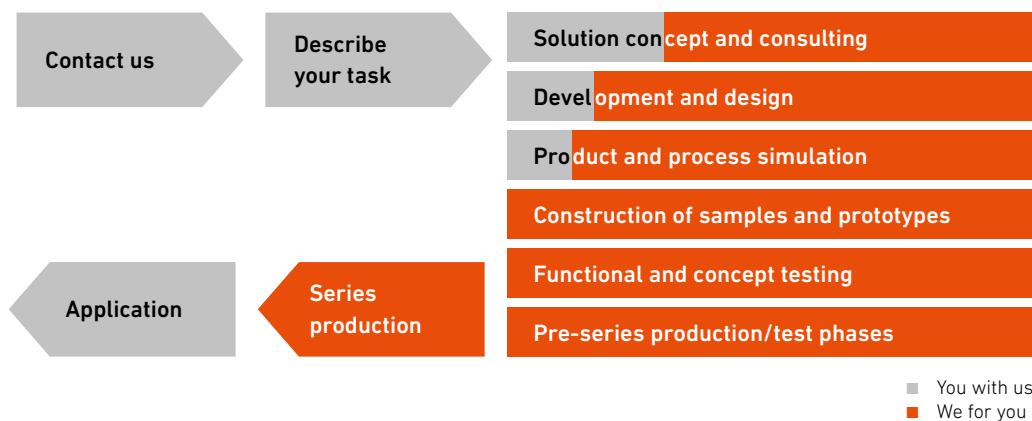 Contact us
Describe
your task
Solution concept and consulting
Development and design
Product and process simulation
Construction of samples and prototypes
Functional and concept testing
Pre-series production/test phases
Series
production
Application
You with us
We for you